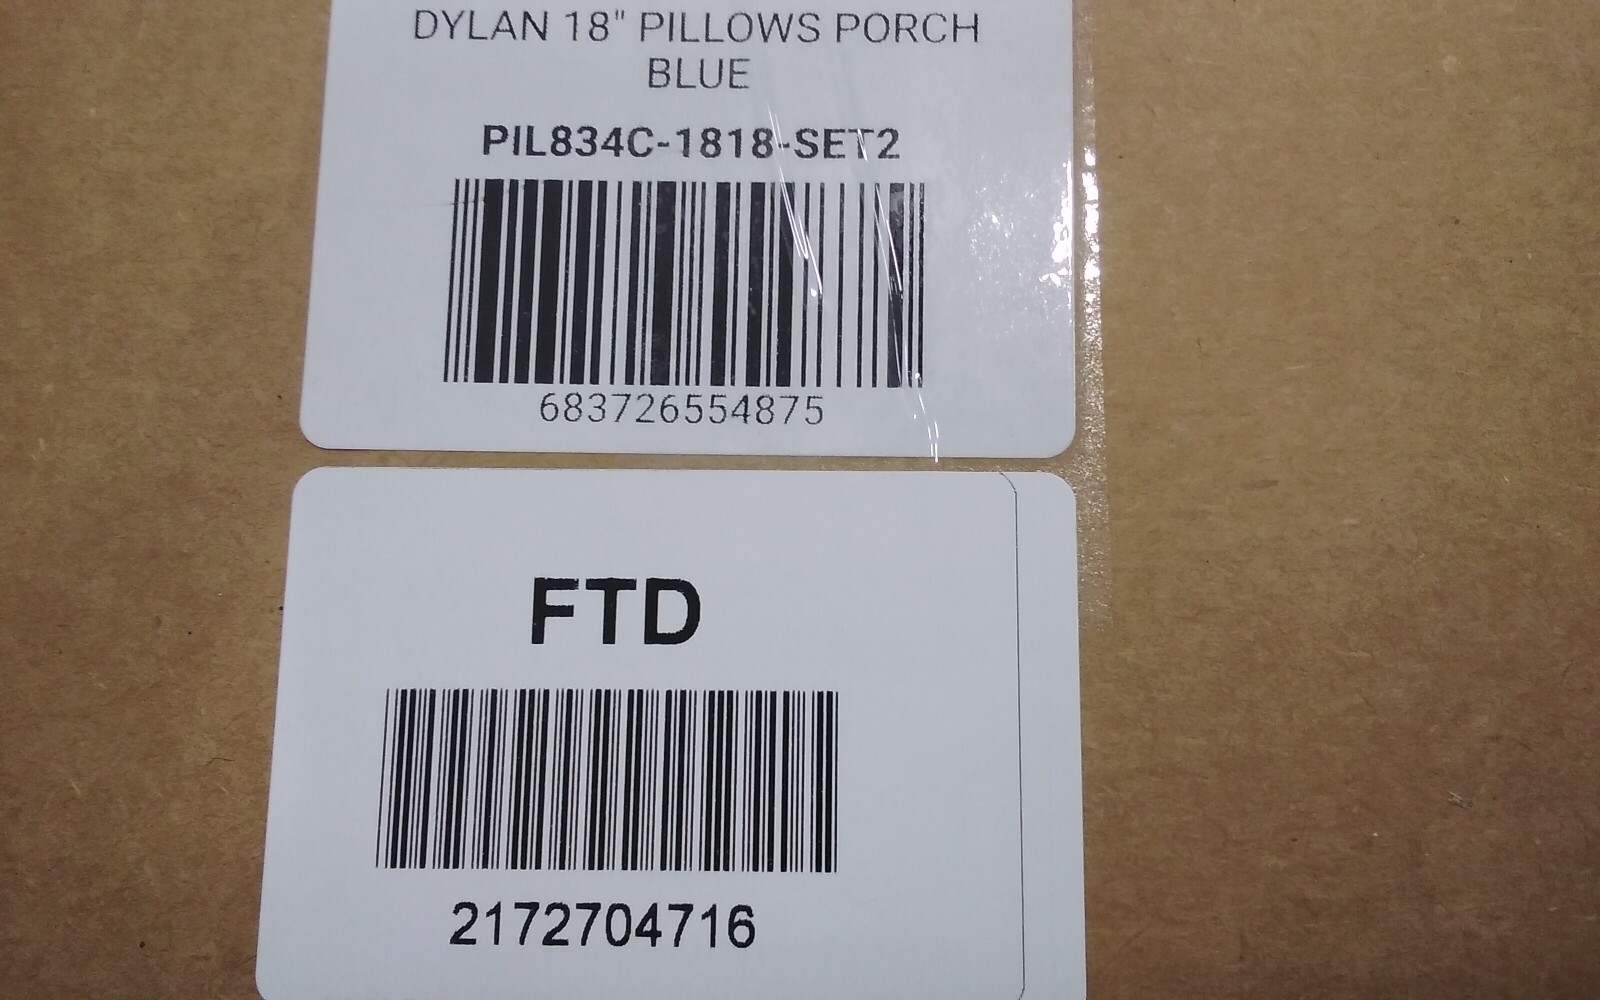 DYLAN 18" PILLOWS PORCH
BLUE
PIL834C-1818-SET2
683726554875
FTD
2172704716